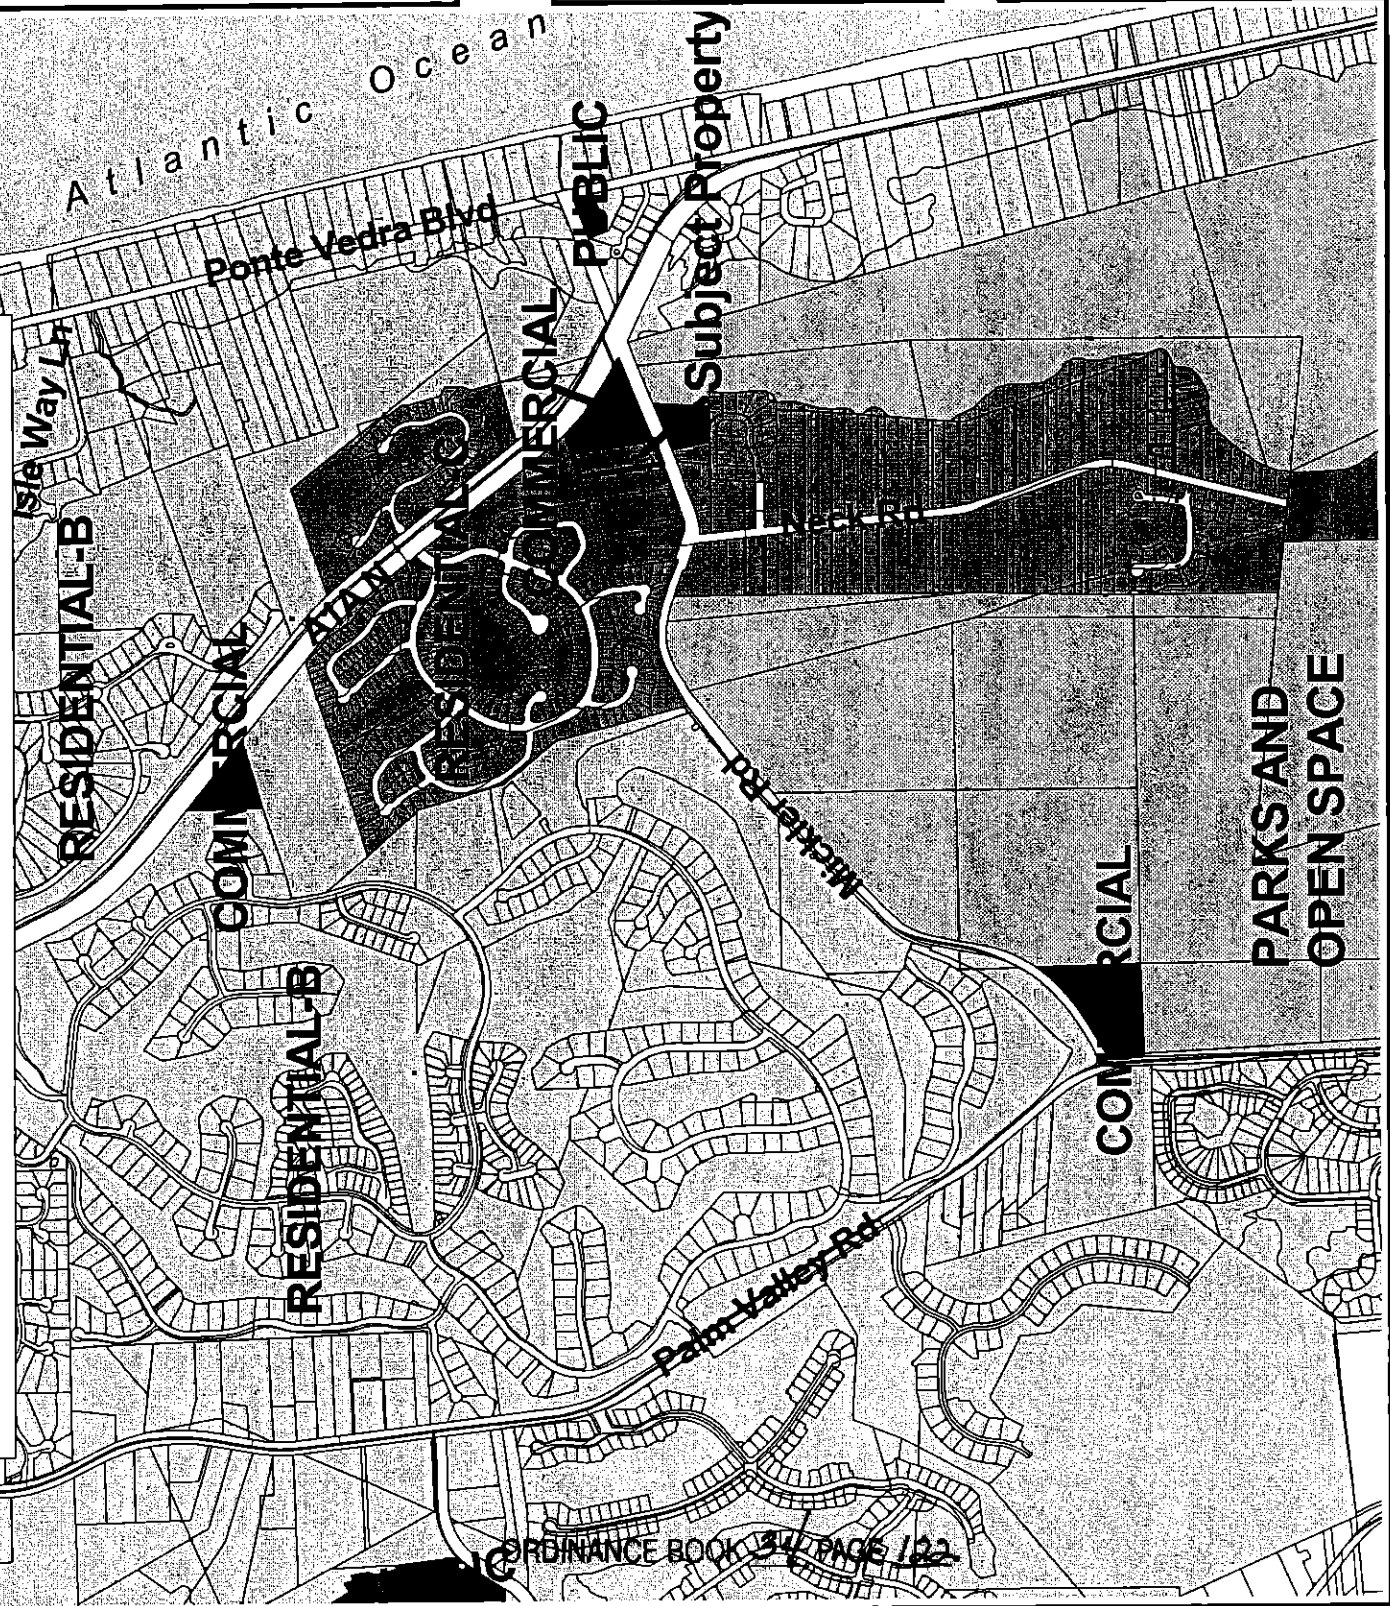 Atlantic Ocean
PUBLIC
Subject Property
Ponte Vedra Blvd
Isle Way Ln
COMMERCIAL
RESIDENTIAL-C
RESIDENTIAL-B
Neck Rd
A1A N
COMMERCIAL
Mickler Rd
PARKS AND
OPEN SPACE
COMMERCIAL
RESIDENTIAL-B
Palm Valley Rd
ORDINANCE BOOK 34 PAGE 122